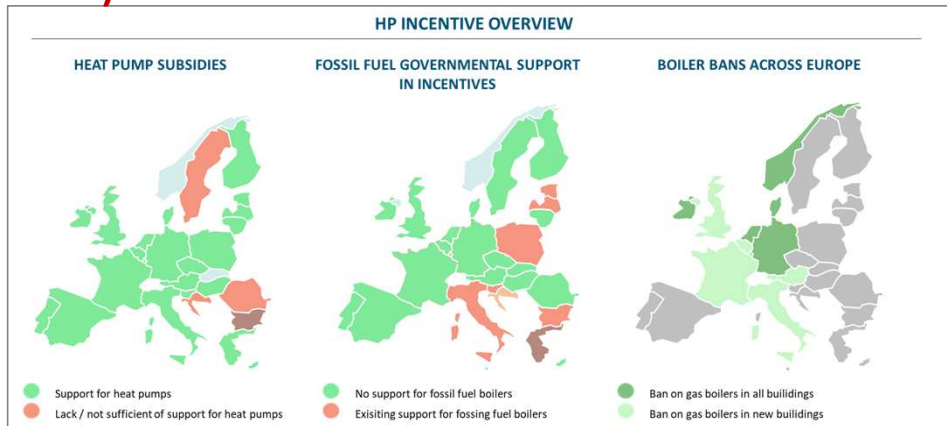 HP INCENTIVE OVERVIEW
HEAT PUMP SUBSIDIES
FOSSIL FUEL GOVERNMENTAL SUPPORT
IN INCENTIVES
BOILER BANS ACROSS EUROPE
Support for heat pumps
Lack / not sufficient of support for heat pumps
No support for fossil fuel boilers
Exisiting support for fossing fuel boilers
Ban on gas boilers in all buildings
Ban on gas boilers in new buildings